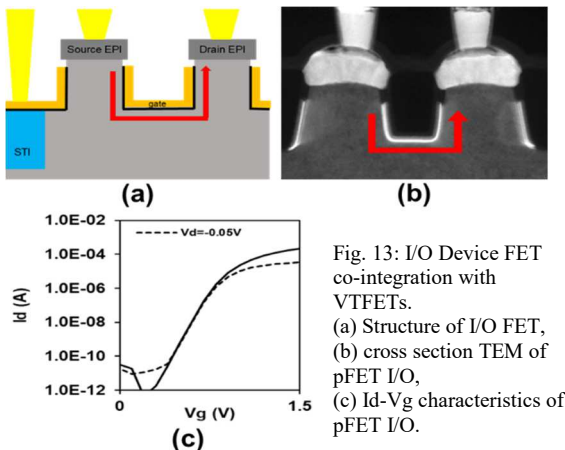 Source EPI
Drain EPI
gate
STI
(a)
(b)
1.0E-02
1.0E-04
1.0E-06
1.0E-08
1.0E-10
1.0E-12
Id (A)
Vd=-0.05V
0
1.5
Vg (V)
(c)
Fig. 13: I/O Device FET
co-integration with
VTFETs.
(a) Structure of I/O FET,
(b) cross section TEM of
pFET I/O,
(c) Id-Vg characteristics of
pFET I/O.